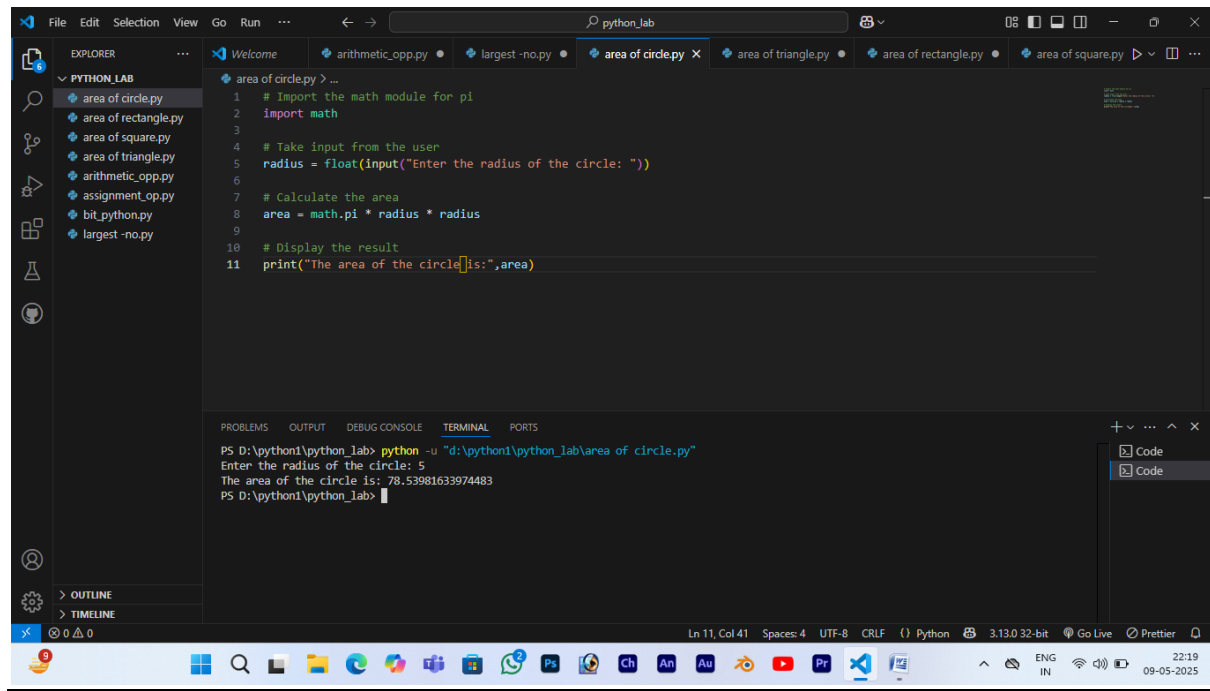 File Edit Selection View Go Run ··· ← → python_lab
EXPLORER ···
Welcome arithmetic_opp.py ● largest -no.py ● area of circle.py × area of triangle.py ● area of rectangle.py ● area of square.py ···
6
PYTHON_LAB
area of circle.py
area of rectangle.py
area of square.py
area of triangle.py
arithmetic_opp.py
assignment_op.py
bit_python.py
largest -no.py
OUTLINE
TIMELINE
area of circle.py > ...
1 # Import the math module for pi
2 import math
3
4 # Take input from the user
5 radius = float(input("Enter the radius of the circle: "))
6
7 # Calculate the area
8 area = math.pi * radius * radius
9
10 # Display the result
11 print("The area of the circle is:",area)
PROBLEMS OUTPUT DEBUG CONSOLE TERMINAL PORTS
PS D:\python1\python_lab> python -u "d:\python1\python_lab\area of circle.py"
Enter the radius of the circle: 5
The area of the circle is: 78.53981633974483
PS D:\python1\python_lab>
Code
Code
0 0 Ln 11, Col 41 Spaces: 4 UTF-8 CRLF {} Python 3.13.0 32-bit Go Live Prettier
9 2 Ps Ch An Au Pr
ENG
IN
22:19
09-05-2025